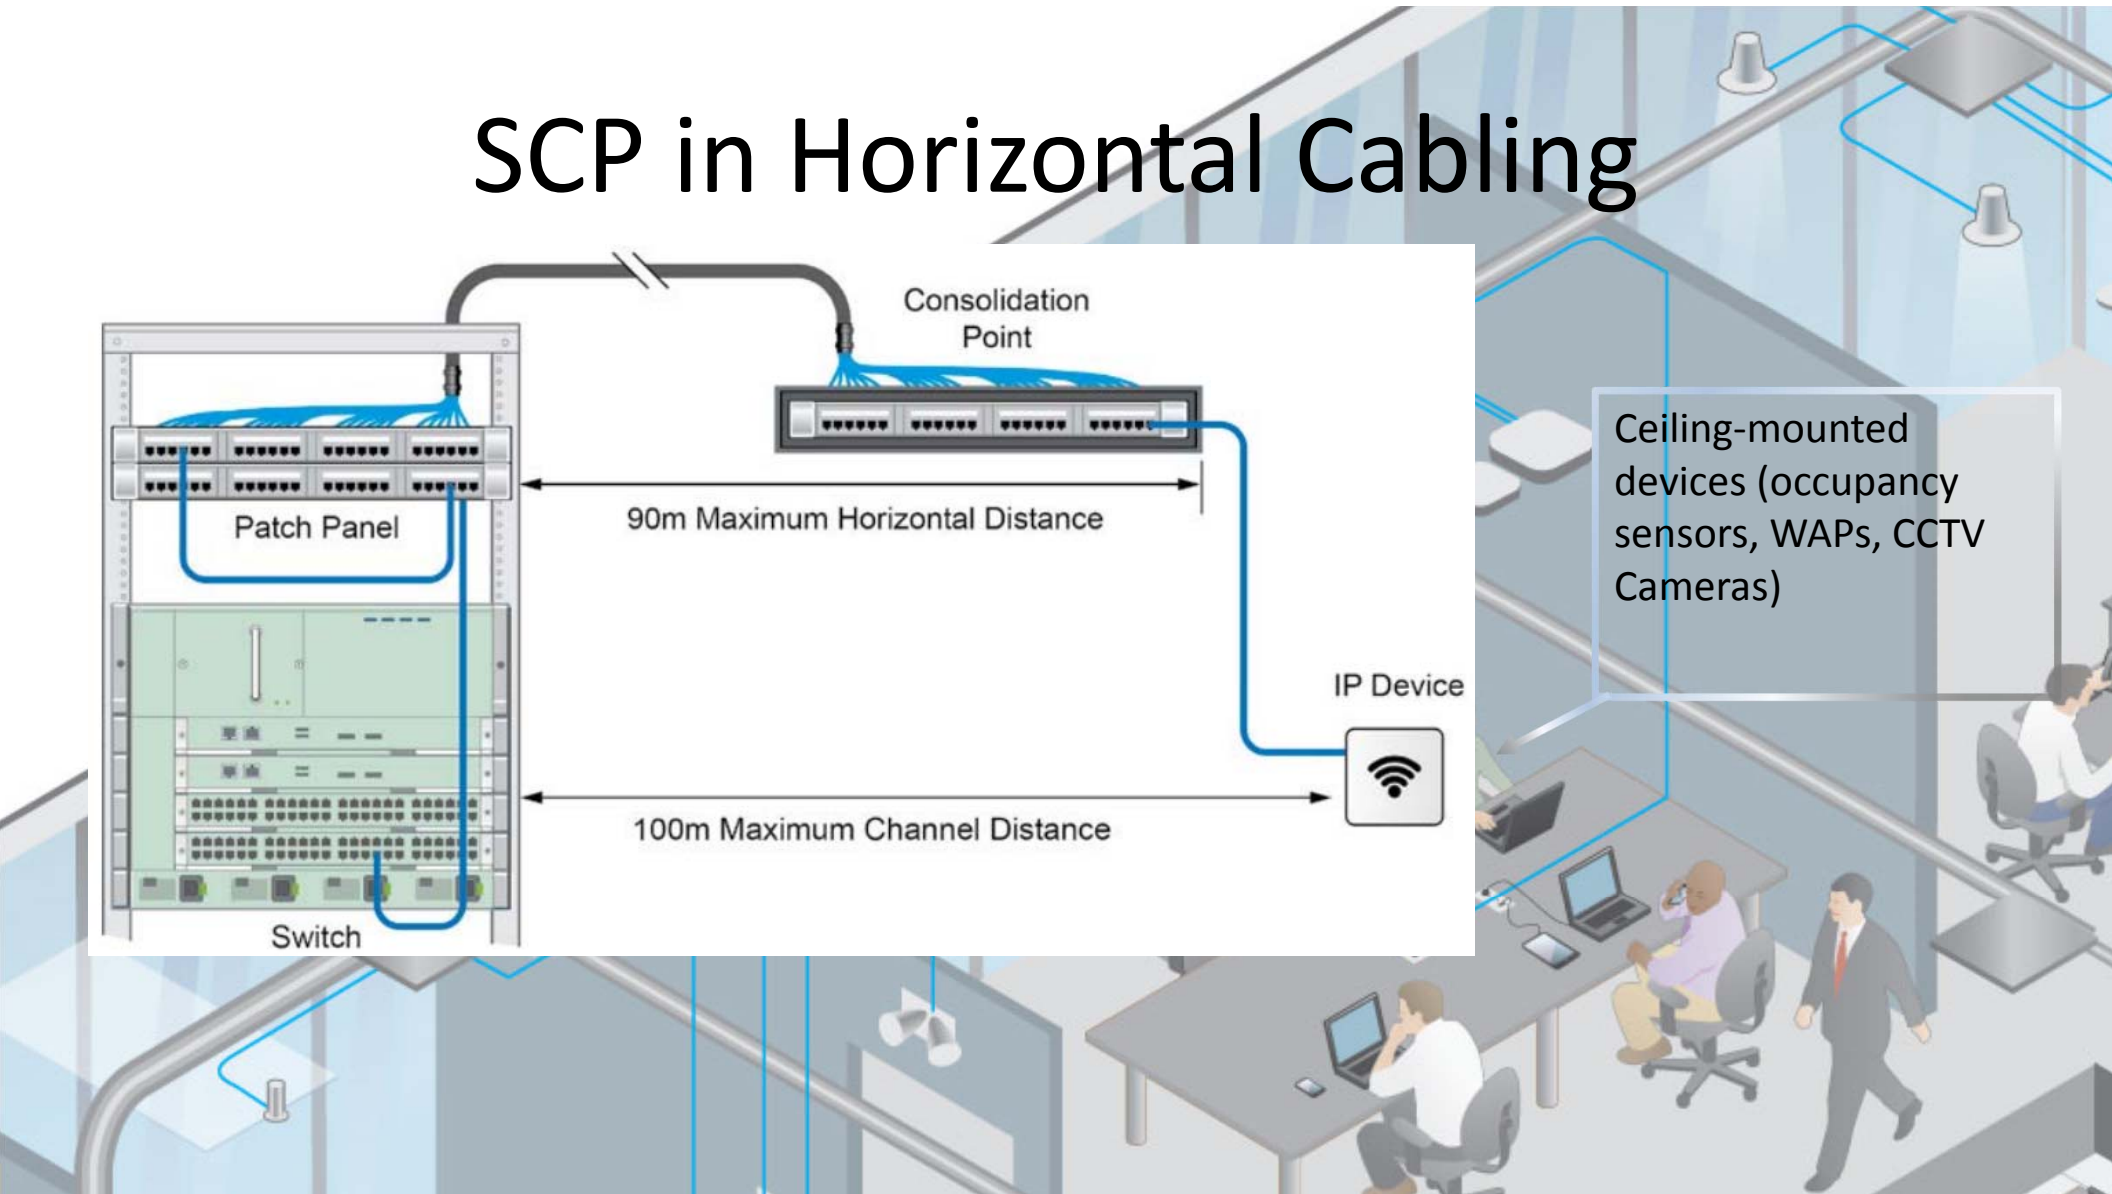 SCP in Horizontal Cabling
Consolidation
Point
Patch Panel
90m Maximum Horizontal Distance
Ceiling-mounted
devices (occupancy
sensors, WAPs, CCTV
Cameras)
IP Device
100m Maximum Channel Distance
Switch